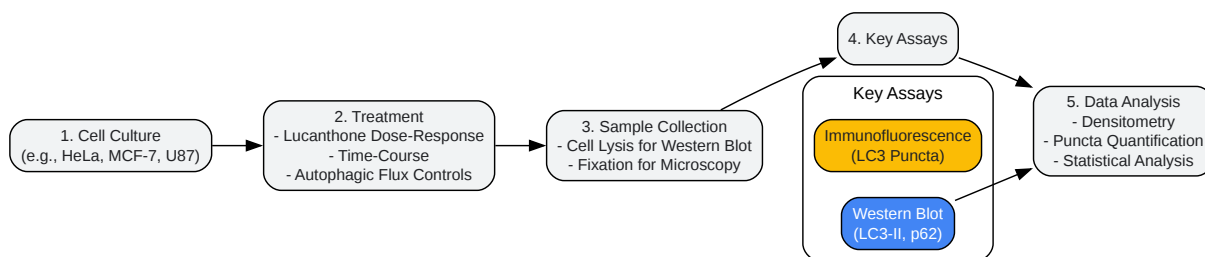 1. Cell Culture
(e.g., HeLa, MCF-7, U87)
2. Treatment
- Lucanthone Dose-Response
- Time-Course
- Autophagic Flux Controls
3. Sample Collection
- Cell Lysis for Western Blot
- Fixation for Microscopy
4. Key Assays
Key Assays
Immunofluorescence
(LC3 Puncta)
Western Blot
(LC3-II, p62)
5. Data Analysis
- Densitometry
- Puncta Quantification
- Statistical Analysis